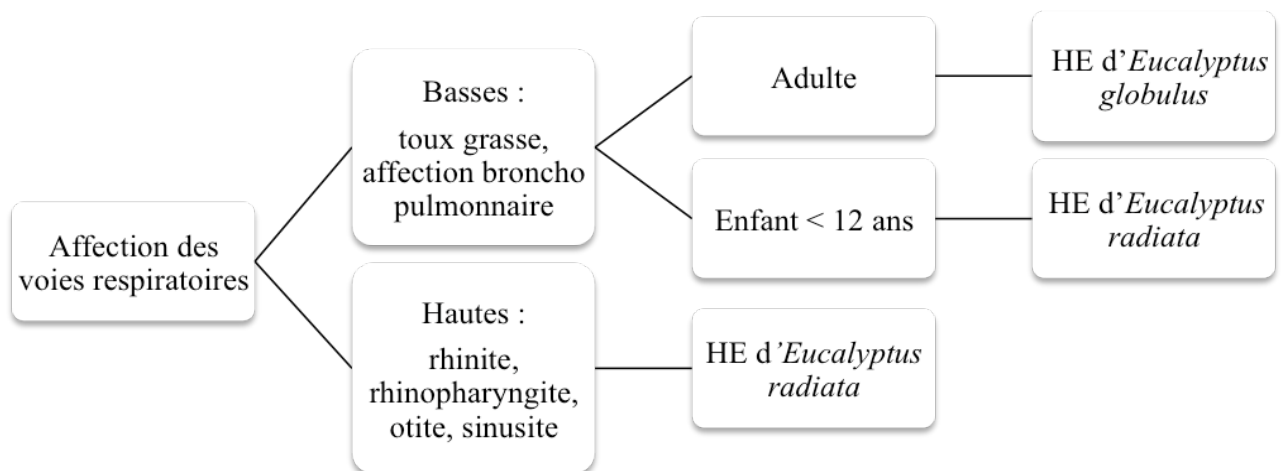 Affection des
voies respiratoires
Basses :
toux grasse,
affection broncho
pulmonnaire
Adulte
HE d’Eucalyptus
globulus
Enfant < 12 ans
HE d’Eucalyptus
radiata
Hautes :
rhinite,
rhinopharyngite,
otite, sinusite
HE d’Eucalyptus
radiata